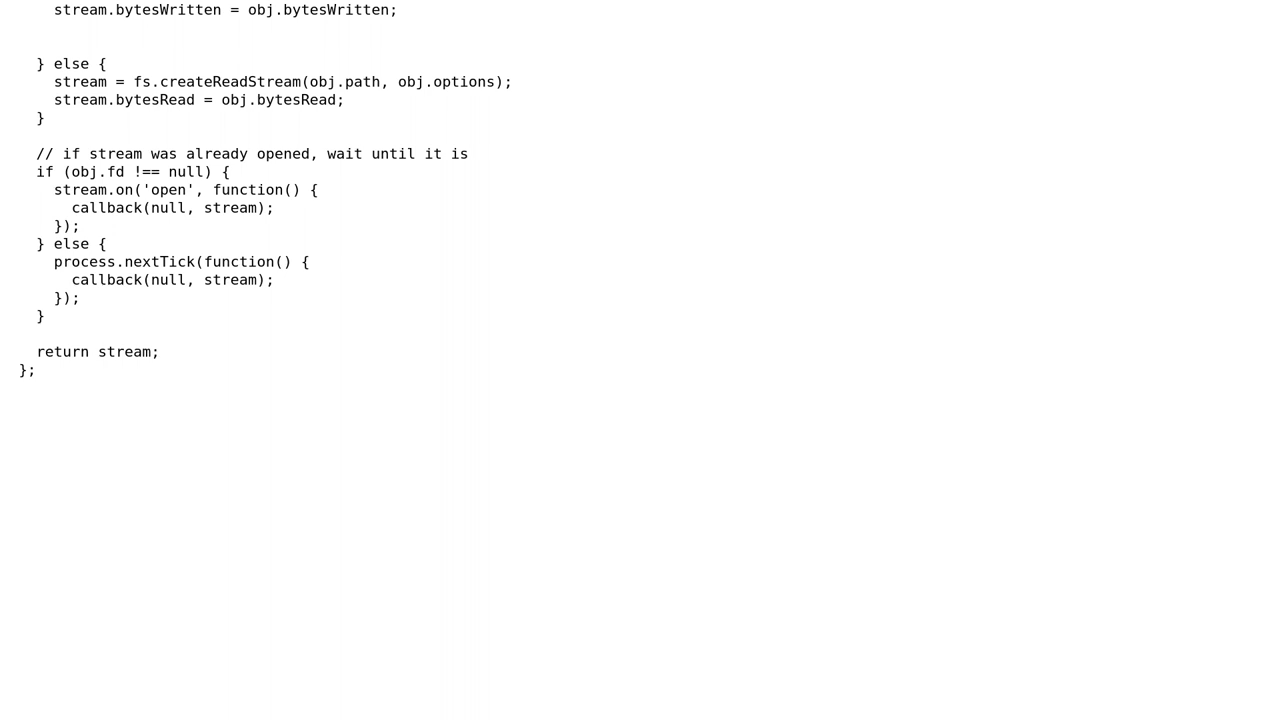 stream.bytesWritten = obj.bytesWritten;


  } else {
    stream = fs.createReadStream(obj.path, obj.options);
    stream.bytesRead = obj.bytesRead;
  }

  // if stream was already opened, wait until it is
  if (obj.fd !== null) {
    stream.on('open', function() {
      callback(null, stream);
    });
  } else {
    process.nextTick(function() {
      callback(null, stream);
    });
  }

  return stream;
};